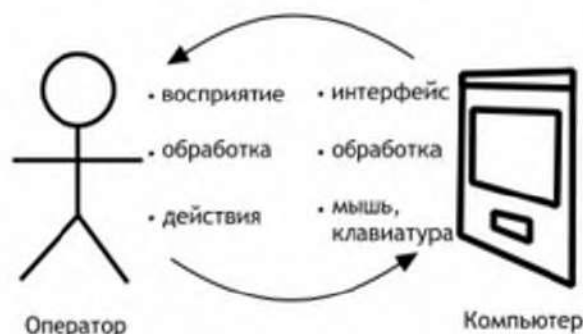 • восприятие
• обработка
• действия
• интерфейс
• обработка
• мышь,
клавиатура
Оператор
Компьютер